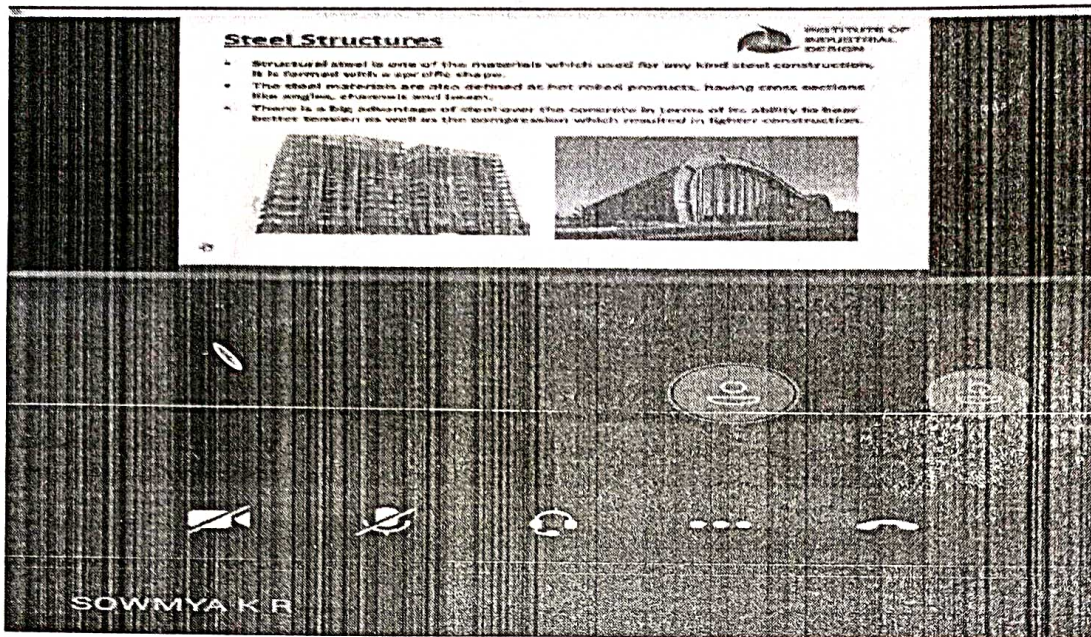 Steel Structures
INSTITUTE OF
INDUSTRIAL
DESIGN
Structural steel is one of the materials which used for any kind steel construction,
It is formed with a specific shape.
The steel materials are also defined as hot rolled products, having cross sections
like angles, channels and beam.
There is a big advantage of steel over the concrete in terms of its ability to bear
better tension as well as the compression which resulted in lighter construction.
S
SOWMYA K R